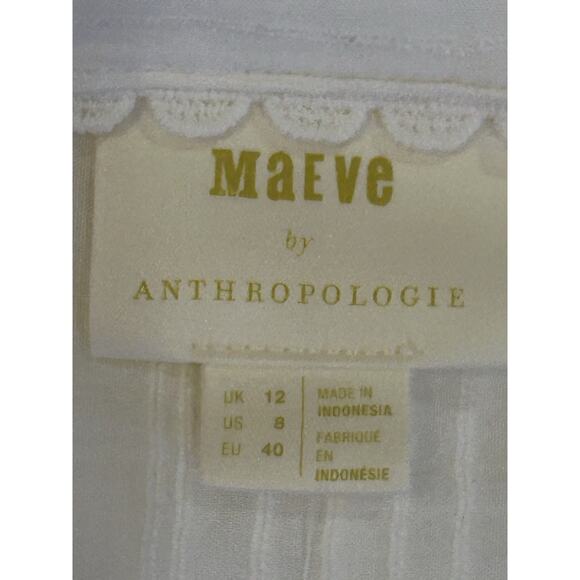 MaEVe
by
ANTHROPOLOGIE
UK 12
US 8
EU 40
MADE IN
INDONESIA
FABRIQUÉ
EN
INDONÉSIE